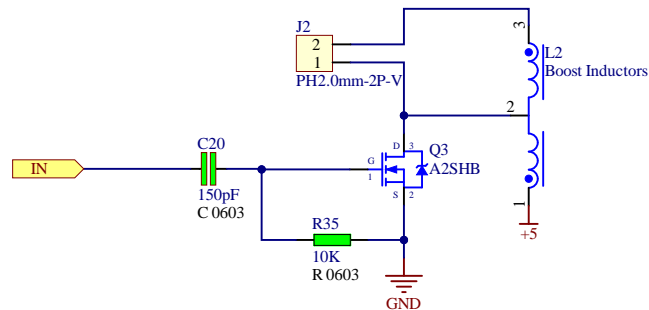 J2
2
1
PH2.0mm-2P-V
3
L2
Boost Inductors
2
1
+5
C20
150pF
C 0603
IN
D
3
G
1
S
2
Q3
A2SHB
R35
10K
R 0603
GND